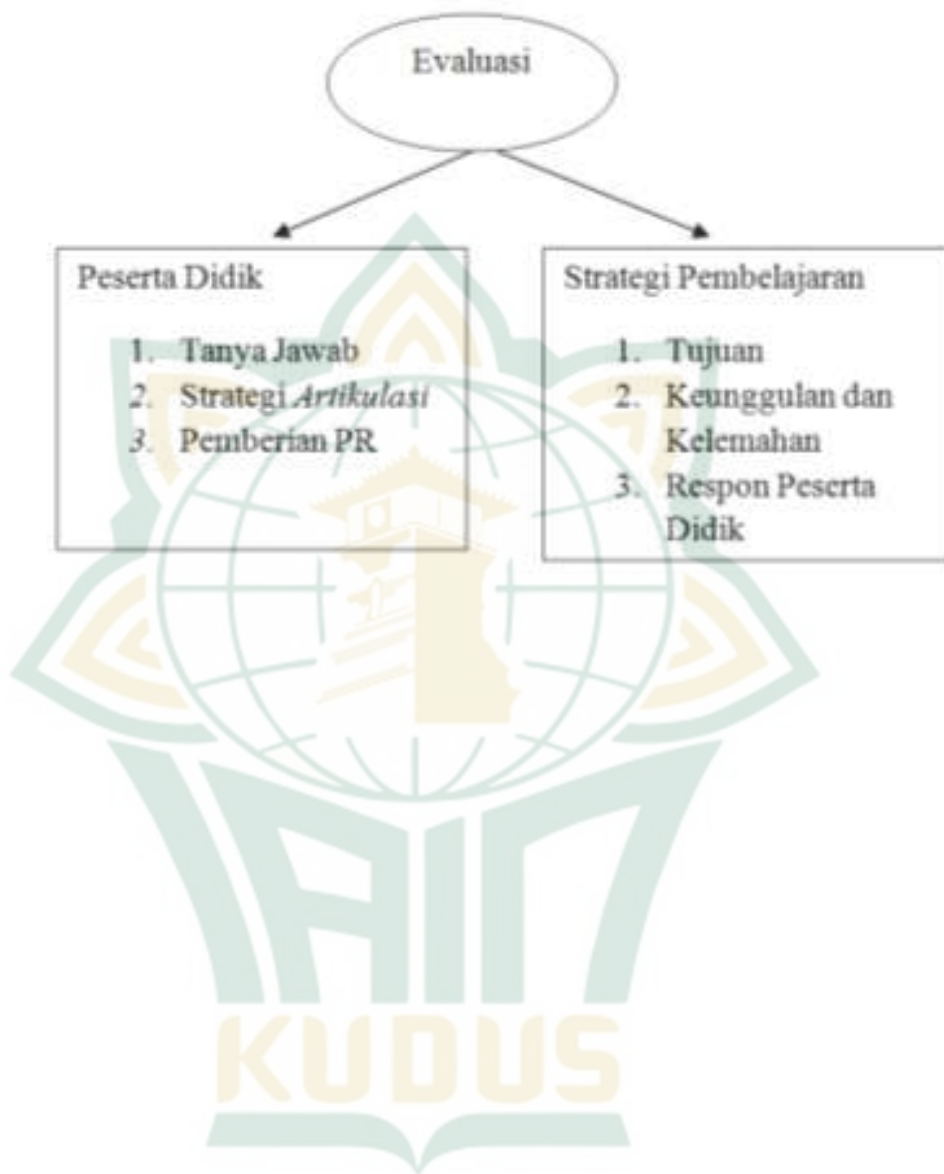 Evaluasi
Peserta Didik
1. Tanya Jawab
2. Strategi Artikulasi
3. Pemberian PR
Strategi Pembelajaran
1. Tujuan
2. Keunggulan dan
Kelemahan
3. Respon Peserta
Didik
IAIN
KUDUS